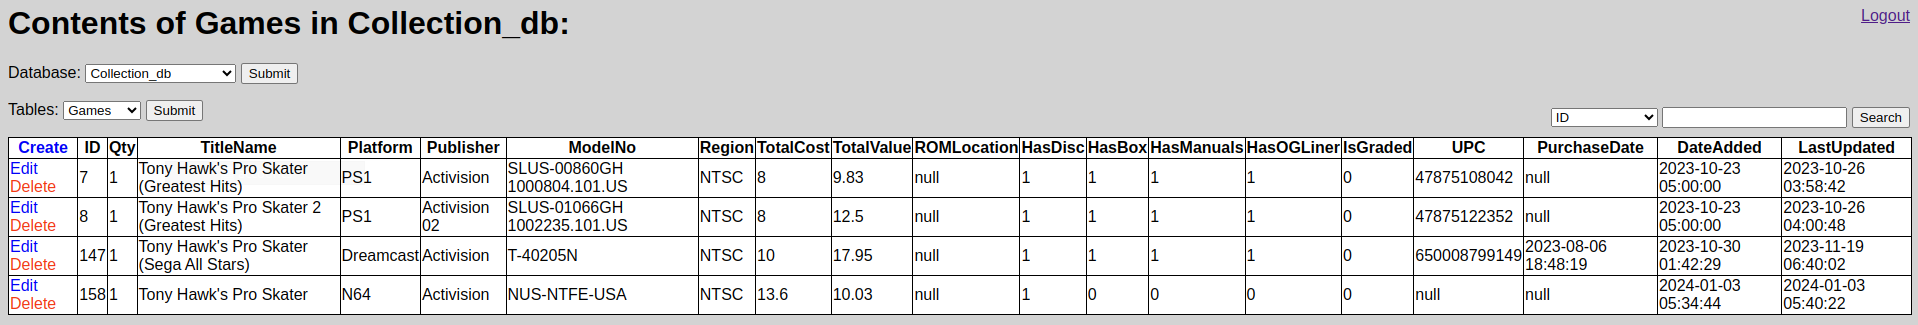 Contents of Games in Collection_db:
Logout
Database: Collection_db Submit
Tables: Games Submit
ID Search
Create ID Qty TitleName Platform Publisher ModelNo Region TotalCost TotalValue ROMLocation HasDisc HasBox HasManuals HasOGLiner IsGraded UPC PurchaseDate DateAdded LastUpdated
Edit Delete 7 1 Tony Hawk's Pro Skater (Greatest Hits) PS1 Activision SLUS-00860GH 1000804.101.US NTSC 8 9.83 null 1 1 1 1 0 47875108042 null 2023-10-23 05:00:00 2023-10-26 03:58:42
Edit Delete 8 1 Tony Hawk's Pro Skater 2 (Greatest Hits) PS1 Activision 02 SLUS-01066GH 1002235.101.US NTSC 8 12.5 null 1 1 1 1 0 47875122352 null 2023-10-23 05:00:00 2023-10-26 04:00:48
Edit Delete 147 1 Tony Hawk's Pro Skater (Sega All Stars) Dreamcast Activision T-40205N NTSC 10 17.95 null 1 1 1 1 0 650008799149 2023-08-06 18:48:19 2023-10-30 01:42:29 2023-11-19 06:40:02
Edit Delete 158 1 Tony Hawk's Pro Skater N64 Activision NUS-NTFE-USA NTSC 13.6 10.03 null 1 0 0 0 0 null null 2024-01-03 05:34:44 2024-01-03 05:40:22